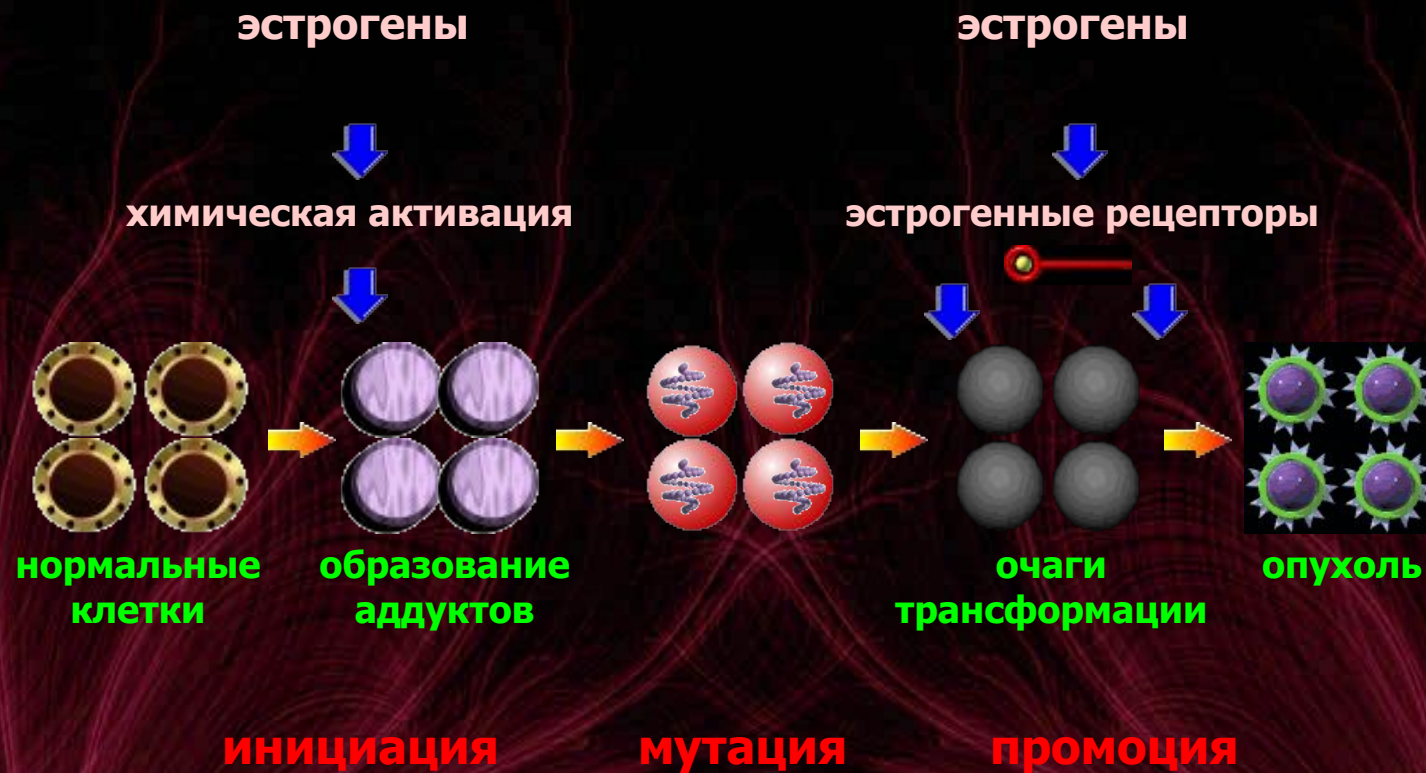 эстрогены
эстрогены
химическая активация
эстрогенные рецепторы
нормальные
клетки
образование
аддуктов
очаги
трансформации
опухоль
инициация
мутация
промоция